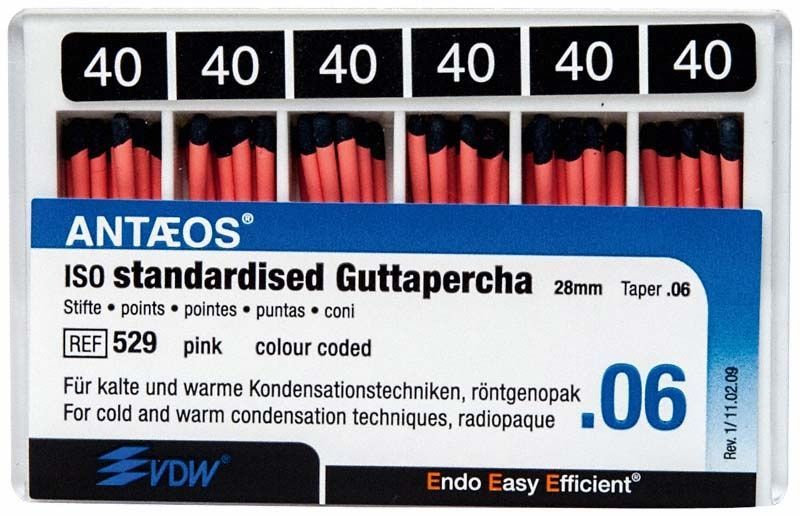 40 40 40 40 40 40
ANTÆOS®
ISO standardised Guttapercha 28mm Taper .06
Stifte • points • pointes • puntas • coni
REF 529 pink colour coded
Für kalte und warme Kondensationstechniken, röntgenopak
For cold and warm condensation techniques, radiopaque
.06
Rev. 1/ 11.02.09
VDW®
Endo Easy Efficient®